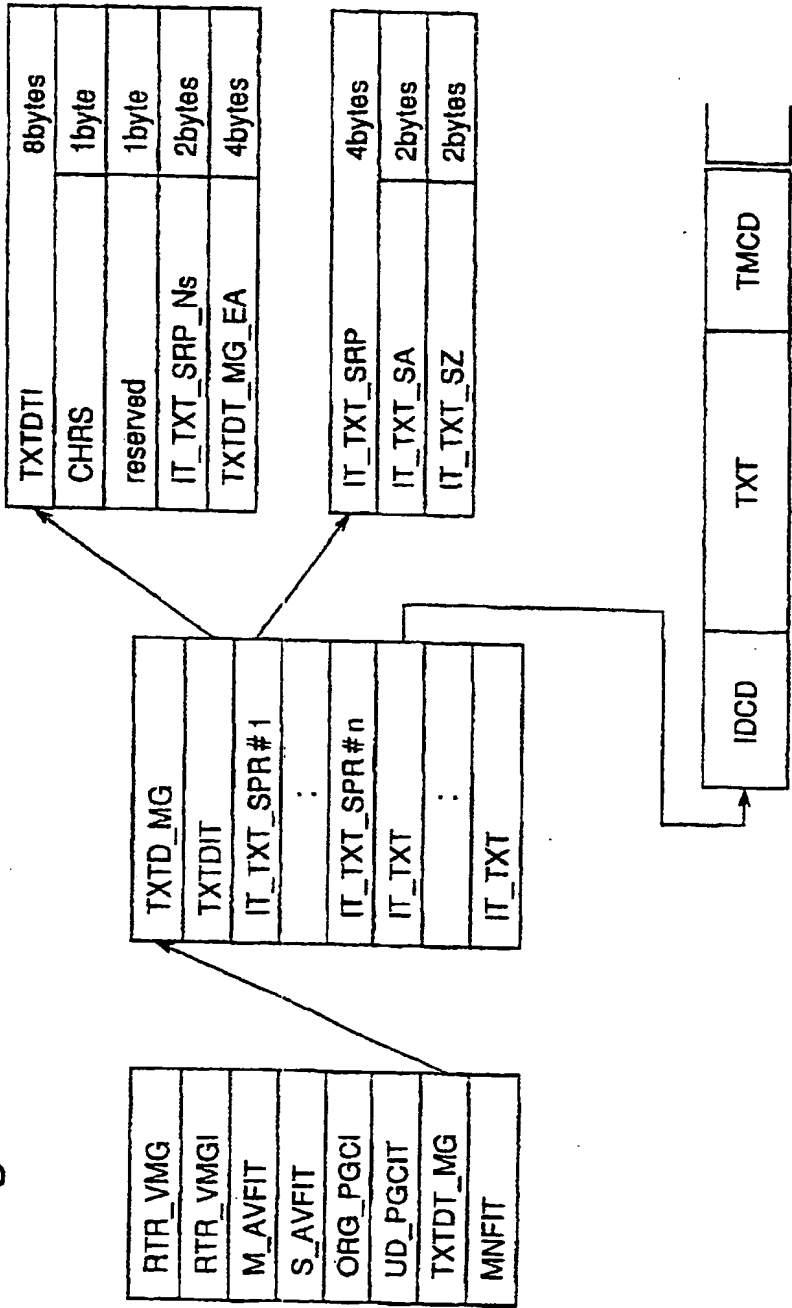 RTR_VMG
RTR_VMGI
M_AVFIT
S_AVFIT
ORG_PGCI
UD_PGCIT
TXTDT_MG
MNFIT
TXTD_MG
TXTDIT
IT_TXT_SPR#1
:
IT_TXT_SPR#n
IT_TXT
:
IT_TXT
TXTDTI 8bytes
CHRS 1byte
reserved 1byte
IT_TXT_SRP_Ns 2bytes
TXTDT_MG_EA 4bytes
IT_TXT_SRP 4bytes
IT_TXT_SA 2bytes
IT_TXT_SZ 2bytes
IDCD TXT TMCD